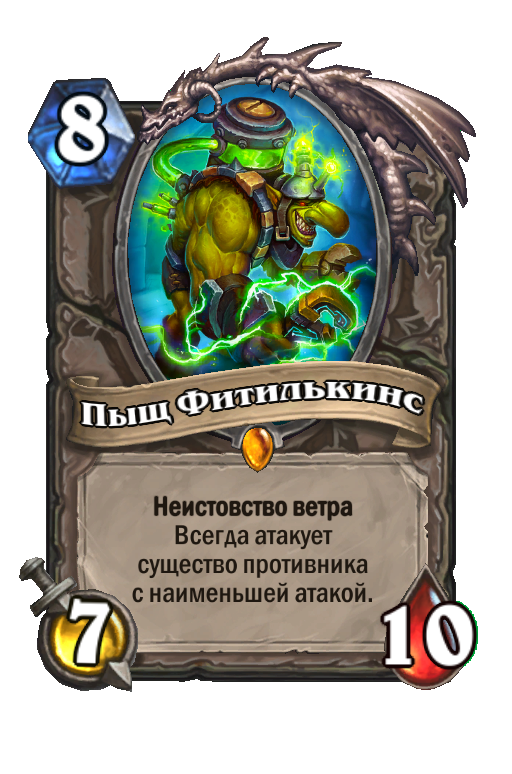 8
Пыщ Фитилькинс
Неистовство ветра
Всегда атакует
существо противника
с наименьшей атакой.
7
10